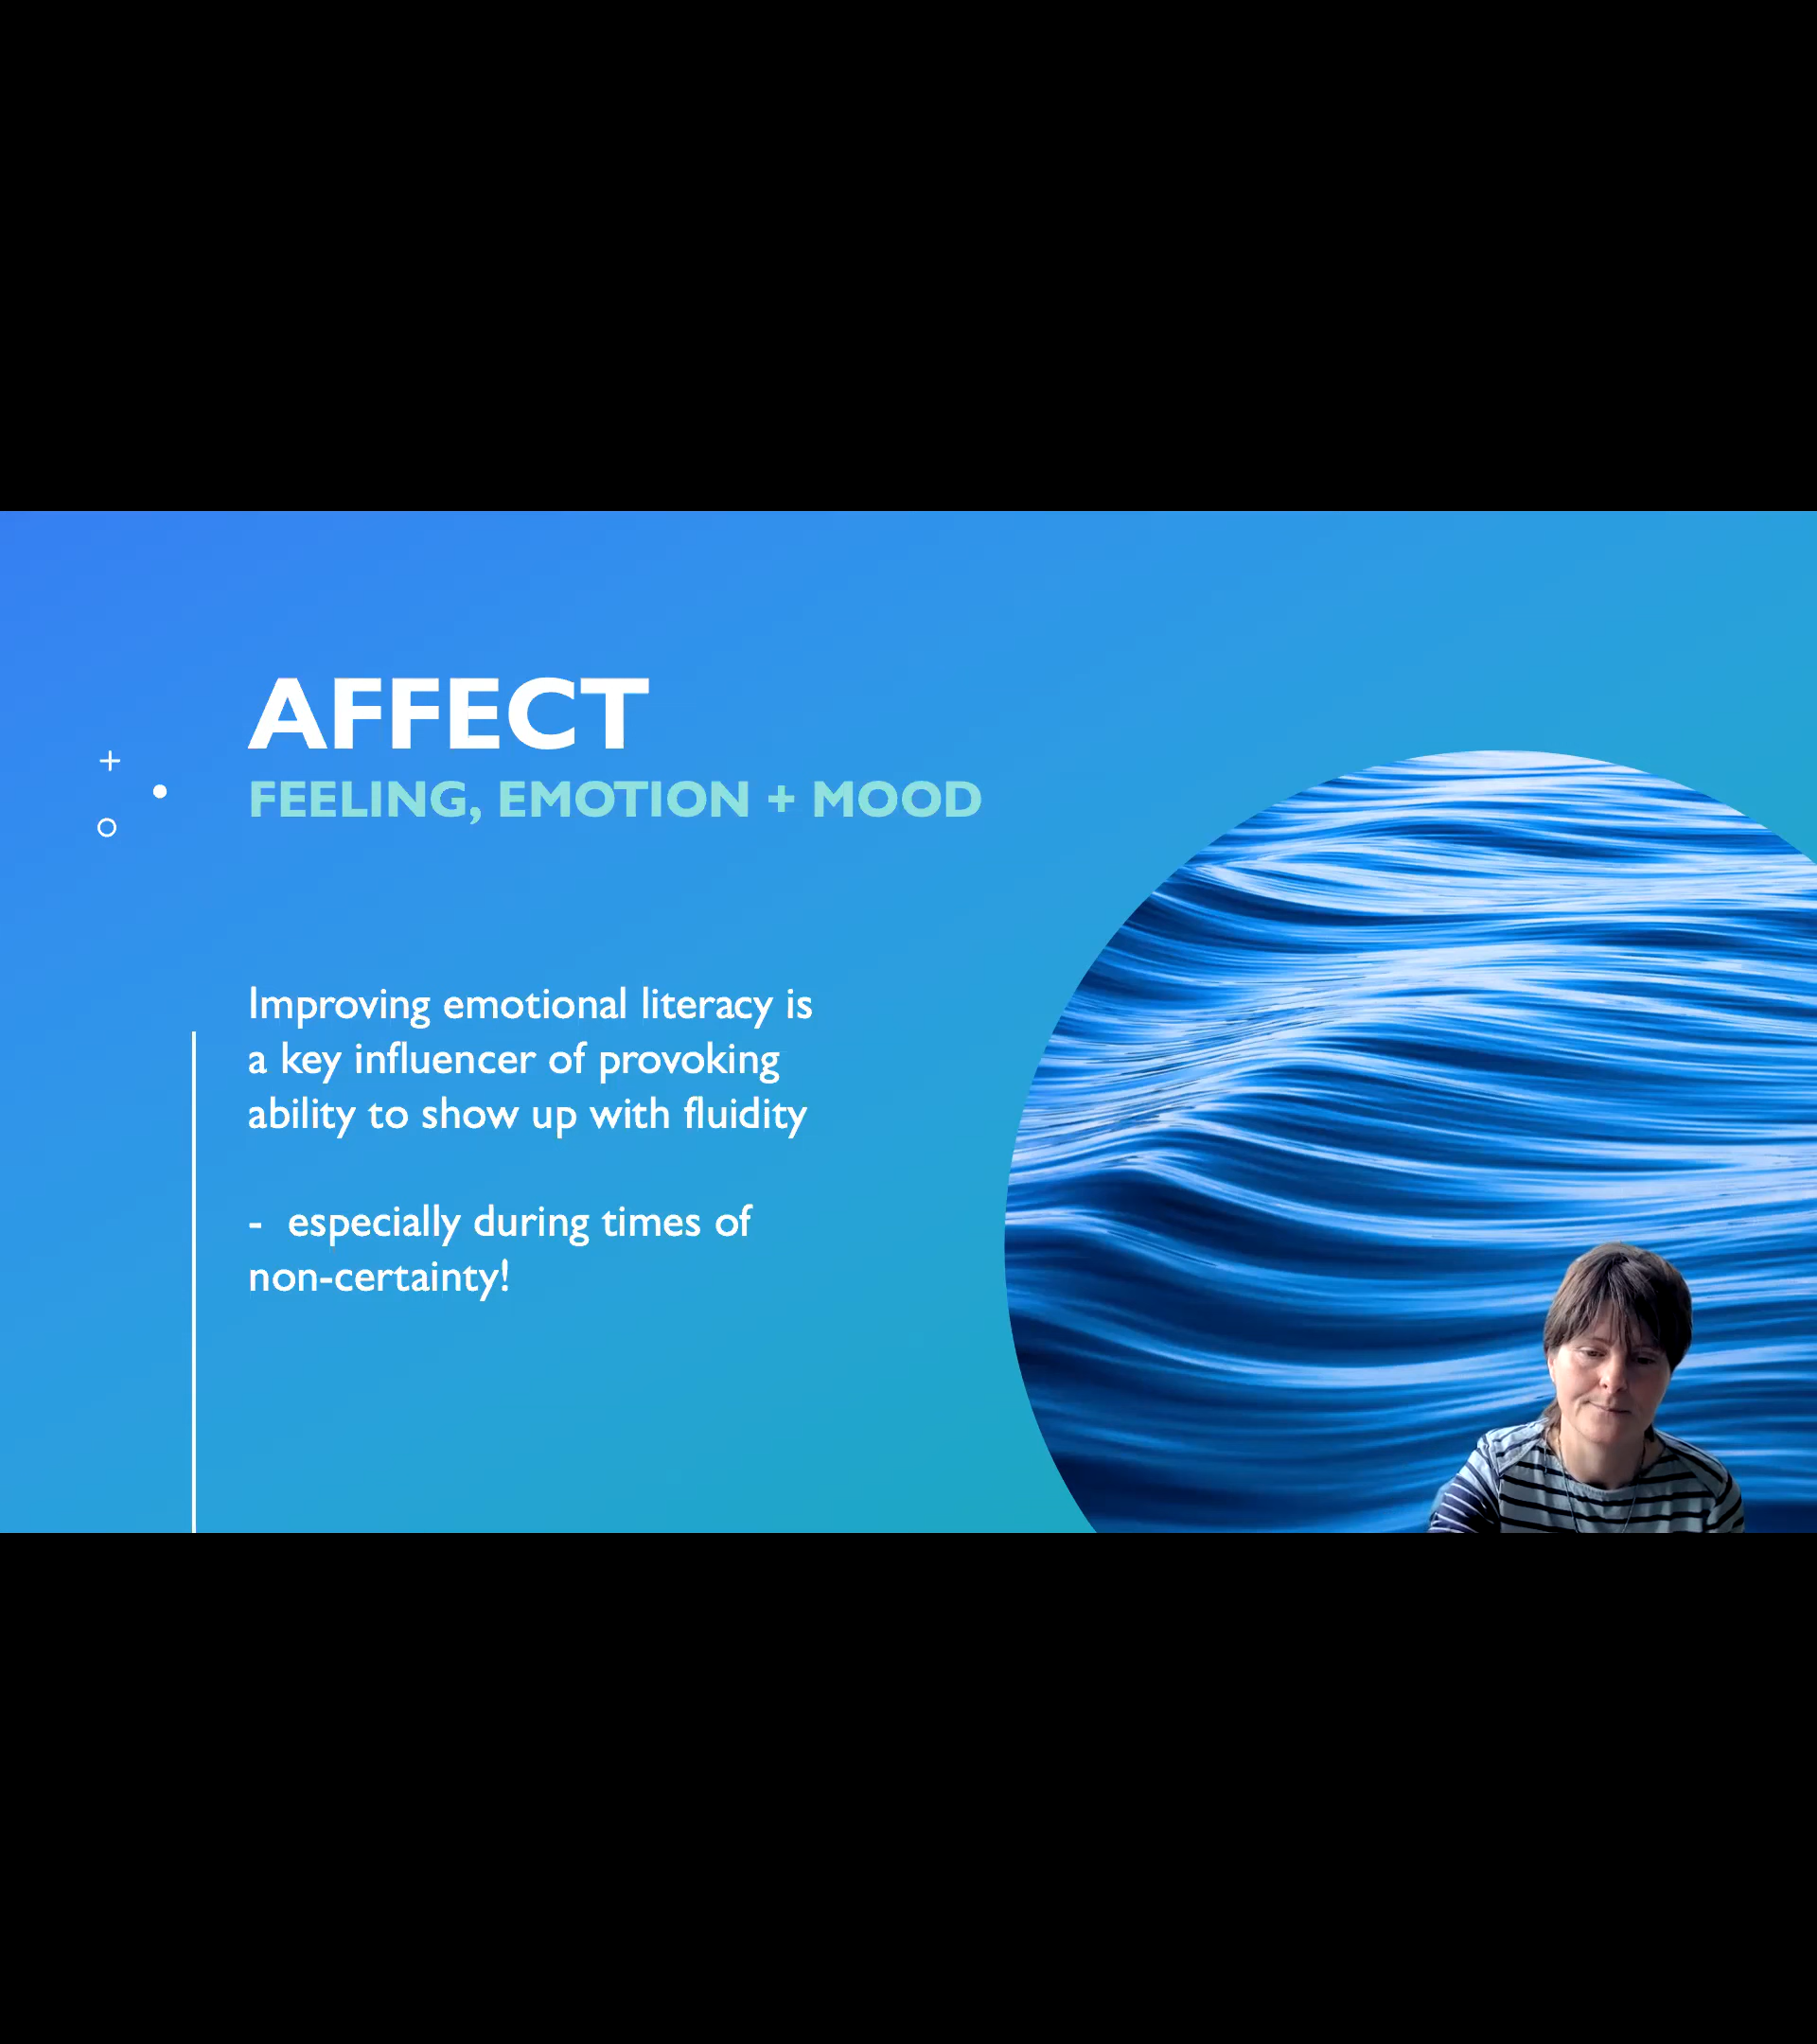 AFFECT
FEELING, EMOTION + MOOD
Improving emotional literacy is
a key influencer of provoking
ability to show up with fluidity
- especially during times of
non-certainty!